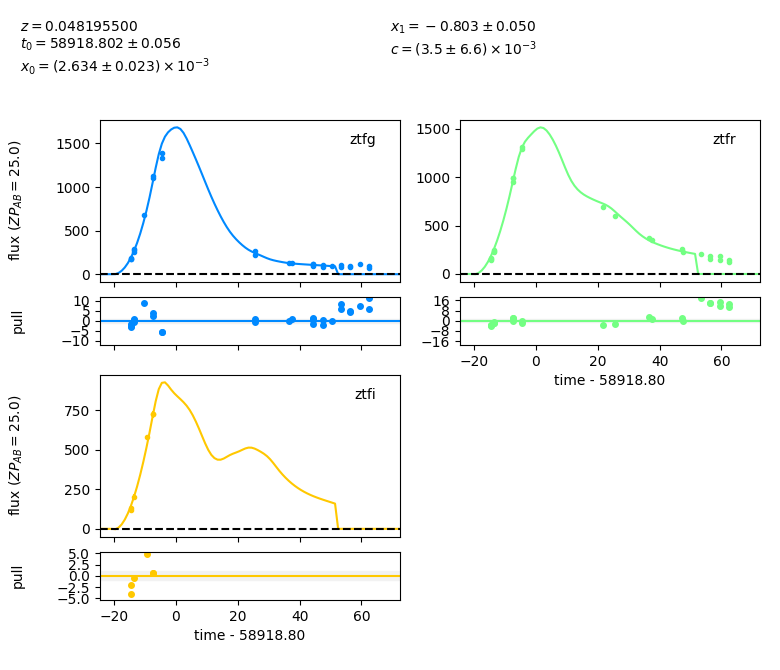 z = 0.048195500
t₀ = 58918.802 ± 0.056
x₀ = (2.634 ± 0.023) × 10⁻³
x₁ = −0.803 ± 0.050
c = (3.5 ± 6.6) × 10⁻³
flux (ZP_AB = 25.0)
1500
1000
500
0
ztfg
pull
10
5
0
−5
−10
1500
1000
500
0
ztfr
16
8
0
−8
−16
−20 0 20 40 60
time - 58918.80
flux (ZP_AB = 25.0)
750
500
250
0
ztfi
pull
5.0
2.5
0.0
−2.5
−5.0
−20 0 20 40 60
time - 58918.80